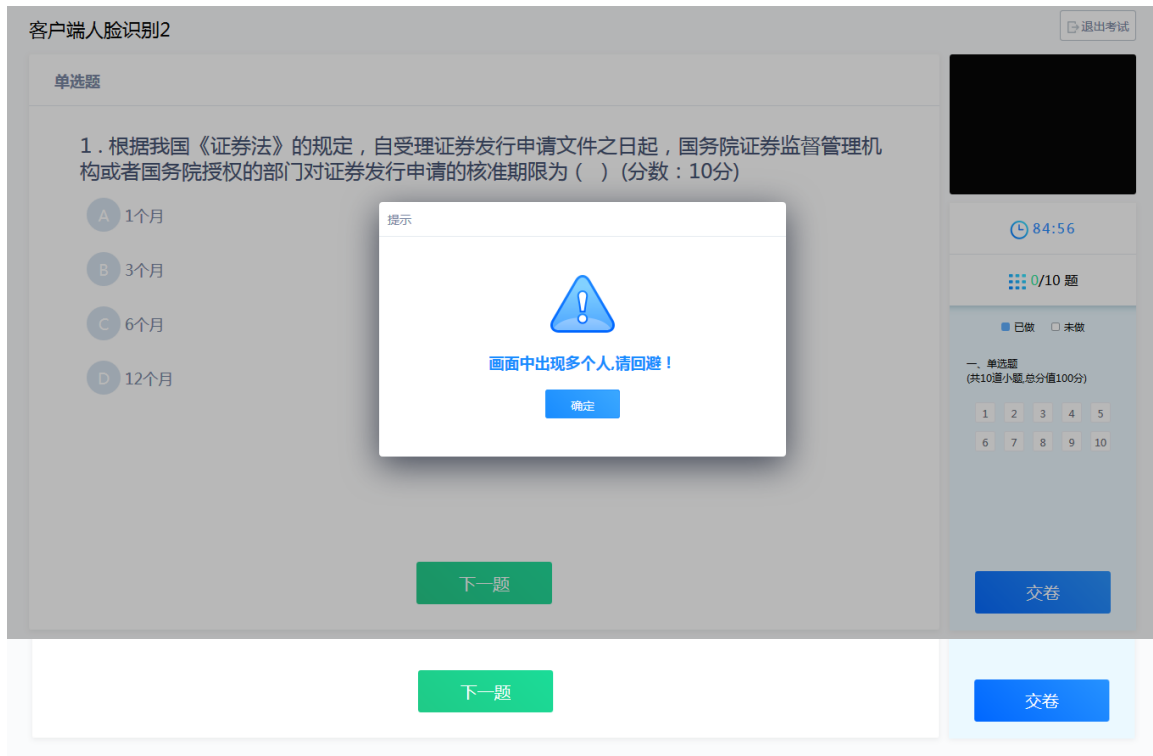 客户端人脸识别2
退出考试
单选题
1 . 根据我国《证券法》的规定，自受理证券发行申请文件之日起，国务院证券监督管理机
构或者国务院授权的部门对证券发行申请的核准期限为 (   ) (分数：10分)
A 1个月
B 3个月
C 6个月
D 12个月
提示
画面中出现多个人,请回避！
确定
下一题
84:56
0/10 题
已做 未做
一、单选题
(共10道小题,总分值100分)
1 2 3 4 5
6 7 8 9 10
交卷
下一题
交卷